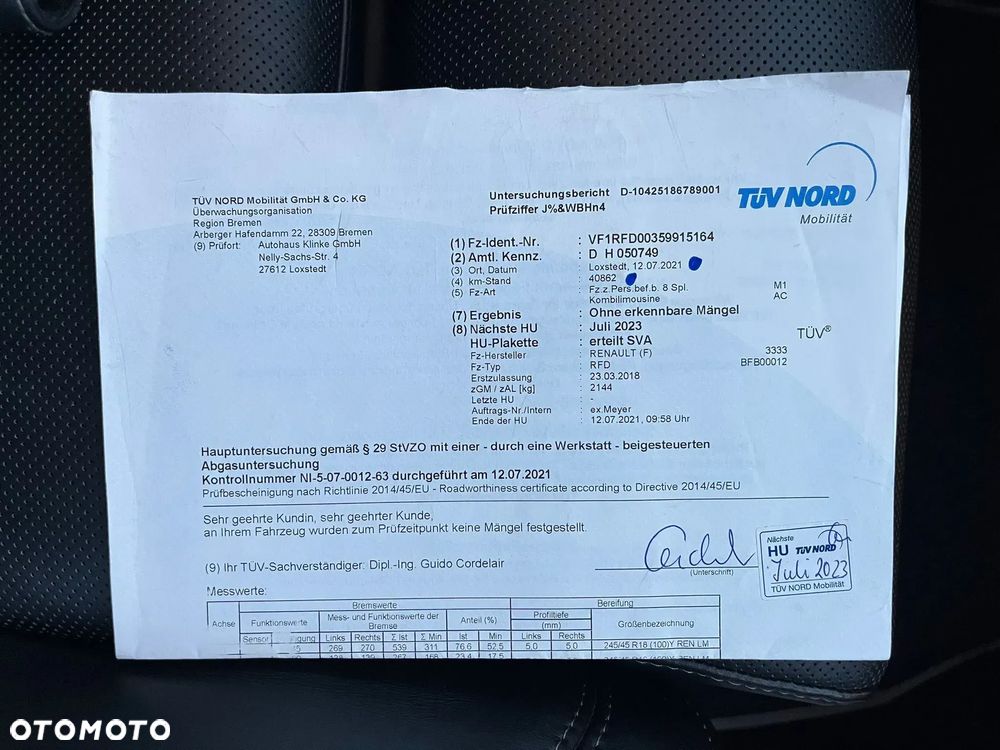 TÜV NORD Mobilität GmbH & Co. KG
Überwachungsorganisation
Region Bremen
Arberger Hafendamm 22, 28309 Bremen
(9) Prüfort: Autohaus Klinke GmbH
Nelly-Sachs-Str. 4
27612 Loxstedt
Untersuchungsbericht D-10425186789001
Prüfziffer J%&WBHn4
TÜV NORD
Mobilität
(1) Fz-Ident.-Nr. : VF1RFD00359915164
(2) Amtl. Kennz. : D H 050749
(3) Ort, Datum : Loxstedt, 12.07.2021
(4) km-Stand : 40862
(5) Fz-Art : Fz.z.Pers.bef.b. 8 Spl. M1
Kombilimousine AC
(7) Ergebnis : Ohne erkennbare Mängel
(8) Nächste HU : Juli 2023
TÜV®
HU-Plakette : erteilt SVA
Fz-Hersteller : RENAULT (F) 3333
Fz-Typ : RFD BFB00012
Erstzulassung : 23.03.2018
zGM / zAL [kg] : 2144
Letzte HU : -
Auftrags-Nr./Intern : ex.Meyer
Ende der HU : 12.07.2021, 09:58 Uhr
Hauptuntersuchung gemäß § 29 StVZO mit einer - durch eine Werkstatt - beigesteuerten
Abgasuntersuchung
Kontrollnummer NI-5-07-0012-63 durchgeführt am 12.07.2021
Prüfbescheinigung nach Richtlinie 2014/45/EU - Roadworthiness certificate according to Directive 2014/45/EU
Sehr geehrte Kundin, sehr geehrter Kunde,
an Ihrem Fahrzeug wurden zum Prüfzeitpunkt keine Mängel festgestellt.
(9) Ihr TÜV-Sachverständiger: Dipl.-Ing. Guido Cordelair
(Unterschrift)
Nächste
HU TÜV NORD
Juli 2023
TÜV NORD Mobilität
Messwerte:
Bremswerte Bereifung
Achse Funktionswerte Mess- und Funktionswerte der Bremse Anteil (%) Profiltiefe (mm) Größenbezeichnung
Sensor Links Rechts Σ Ist Σ Min Ist Min Links Rechts
269 270 539 311 76.6 52.5 5,0 5,0 245/45 R18 (100)Y REN LM
OTOMOTO